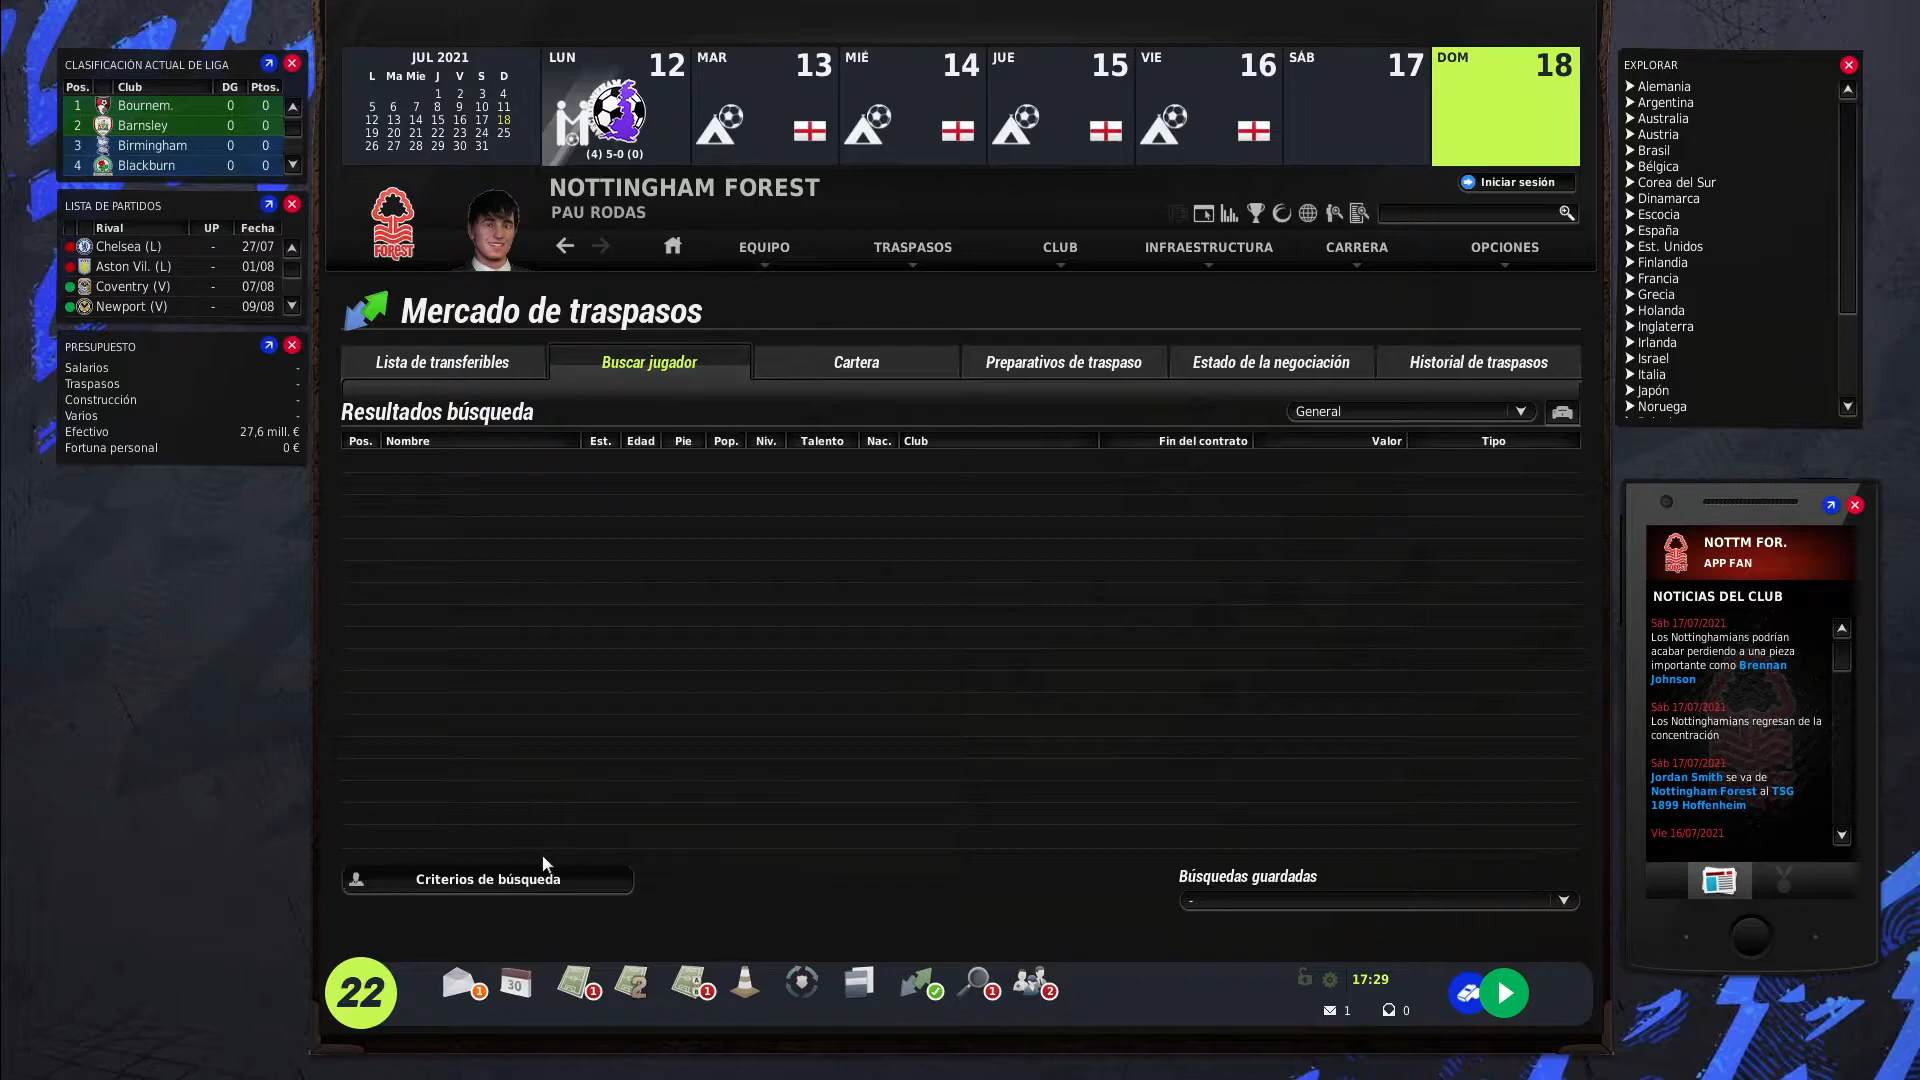 CLASIFICACIÓN ACTUAL DE LIGA
Pos. Club DG Ptos.
1 Bournem. 0 0
2 Barnsley 0 0
3 Birmingham 0 0
4 Blackburn 0 0
LISTA DE PARTIDOS
Rival UP Fecha
Chelsea (L) - 27/07
Aston Vil. (L) - 01/08
Coventry (V) - 07/08
Newport (V) - 09/08
PRESUPUESTO
Salarios -
Traspasos -
Construcción -
Varios -
Efectivo 27,6 mill. €
Fortuna personal 0 €
JUL 2021
L Ma Mie J V S D
1 2 3 4
5 6 7 8 9 10 11
12 13 14 15 16 17 18
19 20 21 22 23 24 25
26 27 28 29 30 31
LUN 12
(4) 5-0 (0)
MAR 13
MIÉ 14
JUE 15
VIE 16
SÁB 17
DOM 18
FOREST
NOTTINGHAM FOREST
PAU RODAS
Iniciar sesión
EQUIPO TRASPASOS CLUB INFRAESTRUCTURA CARRERA OPCIONES
Mercado de traspasos
Lista de transferibles Buscar jugador Cartera Preparativos de traspaso Estado de la negociación Historial de traspasos
Resultados búsqueda
General
Pos. Nombre Est. Edad Pie Pop. Niv. Talento Nac. Club Fin del contrato Valor Tipo
Criterios de búsqueda
Búsquedas guardadas
-
22
1
30
1
2
1
1
2
17:29
1 0
EXPLORAR
Alemania
Argentina
Australia
Austria
Brasil
Bélgica
Corea del Sur
Dinamarca
Escocia
España
Est. Unidos
Finlandia
Francia
Grecia
Holanda
Inglaterra
Irlanda
Israel
Italia
Japón
Noruega
NOTTM FOR.
APP FAN
NOTICIAS DEL CLUB
Sáb 17/07/2021
Los Nottinghamians podrían
acabar perdiendo a una pieza
importante como Brennan
Johnson
Sáb 17/07/2021
Los Nottinghamians regresan de la
concentración
Sáb 17/07/2021
Jordan Smith se va de
Nottingham Forest al TSG
1899 Hoffenheim
Vie 16/07/2021